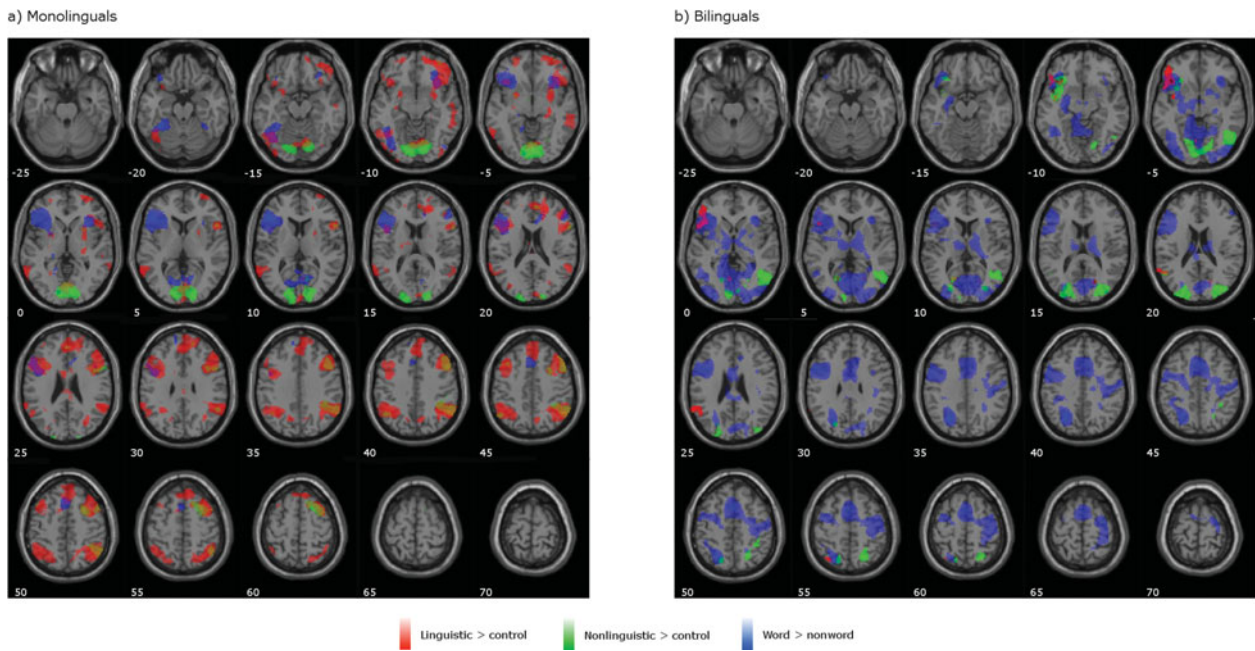 a) Monolinguals
b) Bilinguals
-25 -20 -15 -10 -5
-25 -20 -15 -10 -5
0 5 10 15 20
0 5 10 15 20
25 30 35 40 45
25 30 35 40 45
50 55 60 65 70
50 55 60 65 70
Linguistic > control
Nonlinguistic > control
Word > nonword